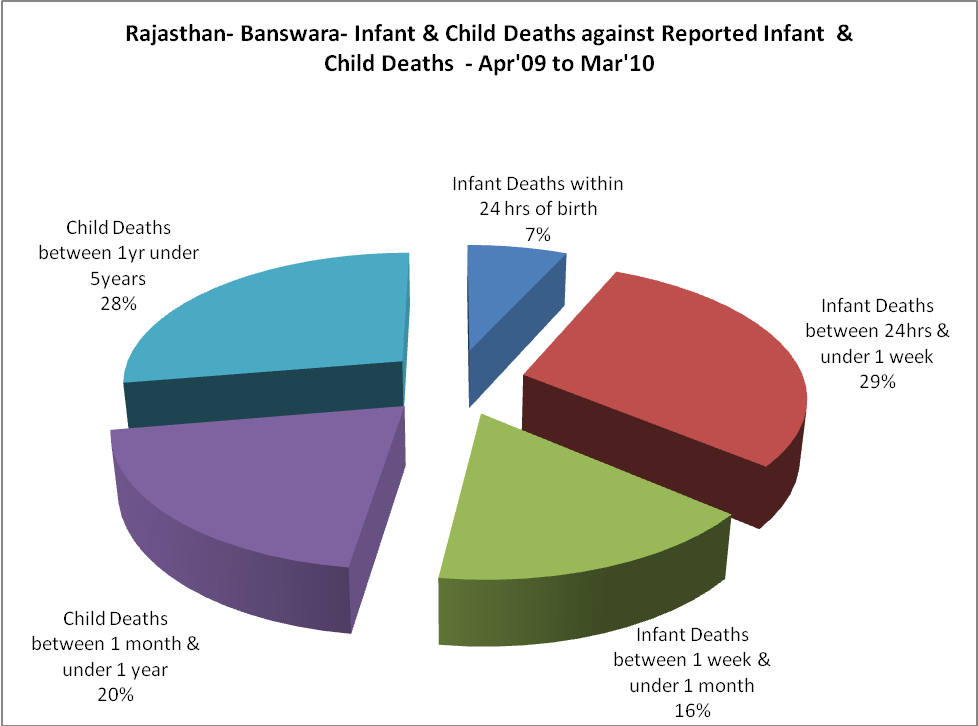 Rajasthan- Banswara- Infant & Child Deaths against Reported Infant &
Child Deaths - Apr'09 to Mar'10
Infant Deaths within
24 hrs of birth
7%
Infant Deaths
between 24hrs &
under 1 week
29%
Infant Deaths
between 1 week &
under 1 month
16%
Child Deaths
between 1 month &
under 1 year
20%
Child Deaths
between 1yr under
5years
28%